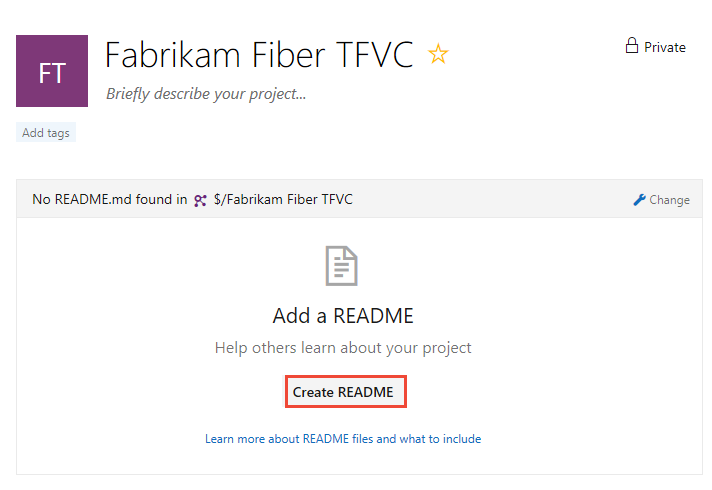 FT
Fabrikam Fiber TFVC
Private
Briefly describe your project...
Add tags
No README.md found in $/Fabrikam Fiber TFVC
Change
Add a README
Help others learn about your project
Create README
Learn more about README files and what to include